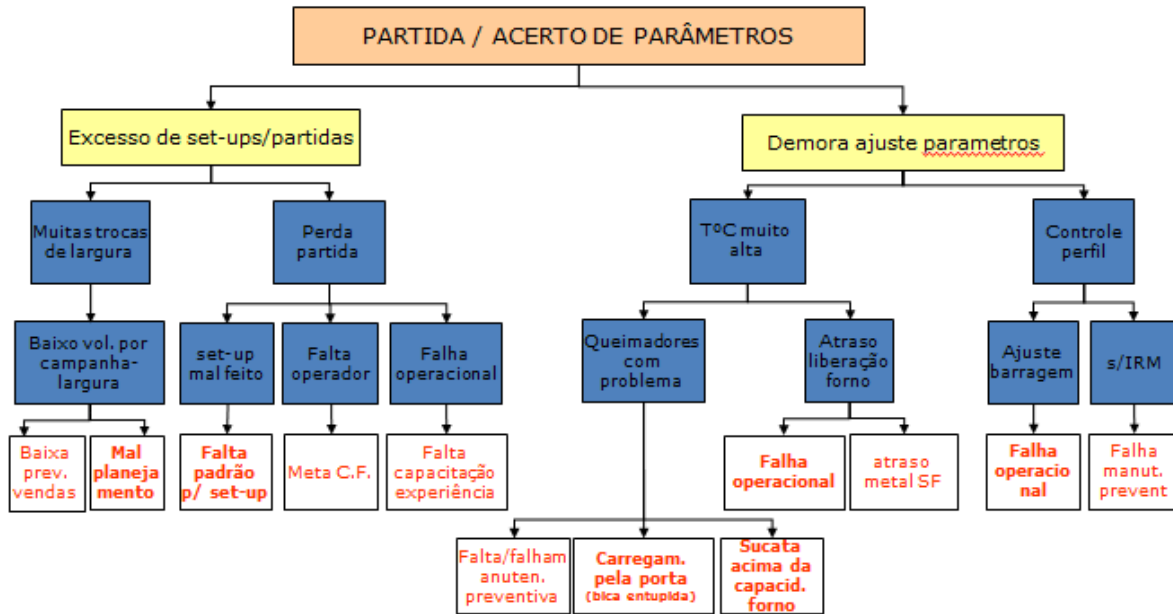 PARTIDA / ACERTO DE PARÂMETROS
Excesso de set-ups/partidas
Demora ajuste parametros
Muitas trocas
de largura
Perda
partida
TºC muito
alta
Controle
perfil
Baixo vol. por
campanha-
largura
set-up
mal feito
Falta
operador
Falha
operacional
Queimadores
com
problema
Atraso
liberação
forno
Ajuste
barragem
s/IRM
Baixa
prev.
vendas
Mal
planeja
mento
Falta
padrão
p/ set-up
Meta C.F.
Falta
capacitação
experiência
Falha
operacional
atraso
metal SF
Falha
operacio
nal
Falha
manut.
prevent
Falta/falham
anuten.
preventiva
Carregam.
pela porta
(bica entupida)
Sucata
acima da
capacid.
forno